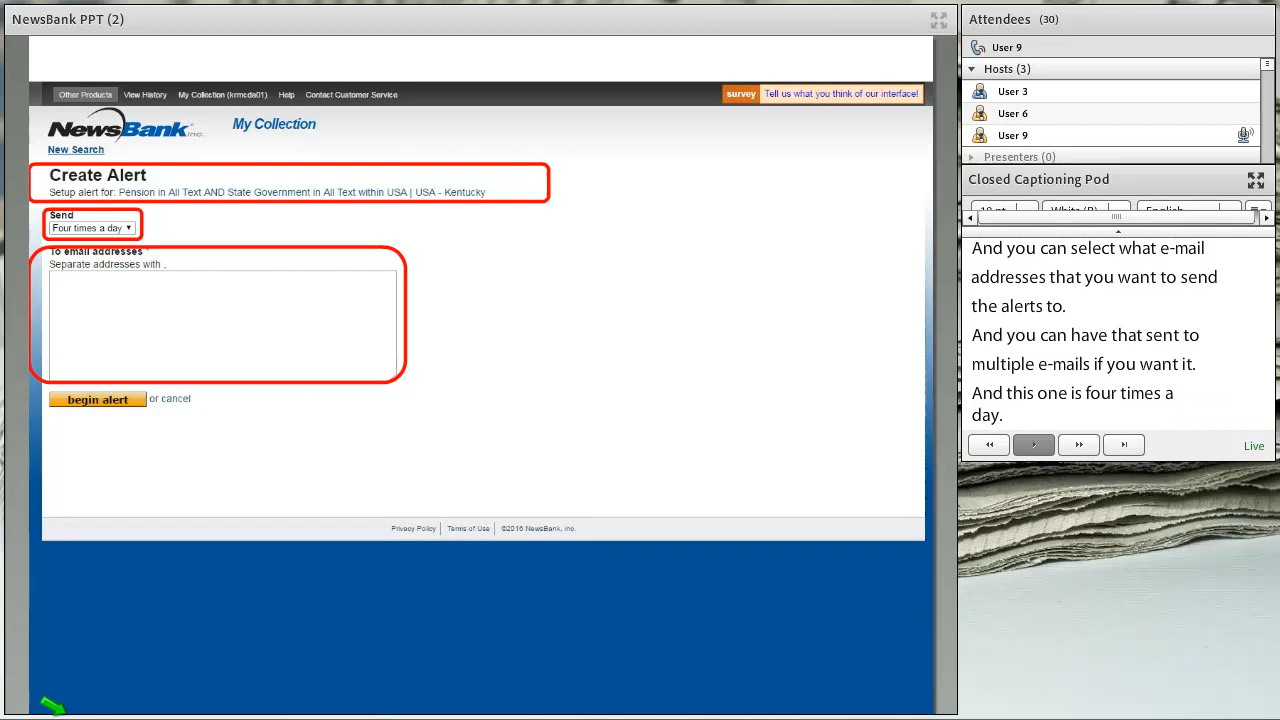 NewsBank PPT (2)
Other Products
View History
My Collection (krmcda01)
Help
Contact Customer Service
survey
Tell us what you think of our interface!
NewsBank inc.
My Collection
New Search
Create Alert
Setup alert for: Pension in All Text AND State Government in All Text within USA | USA - Kentucky
Send
Four times a day
To email addresses
Separate addresses with ,
begin alert or cancel
Privacy Policy
Terms of Use
©2016 NewsBank, inc.
Attendees (30)
User 9
Hosts (3)
User 3
User 6
User 9
Presenters (0)
Closed Captioning Pod
English
And you can select what e-mail
addresses that you want to send
the alerts to.
And you can have that sent to
multiple e-mails if you want it.
And this one is four times a
day.
Live